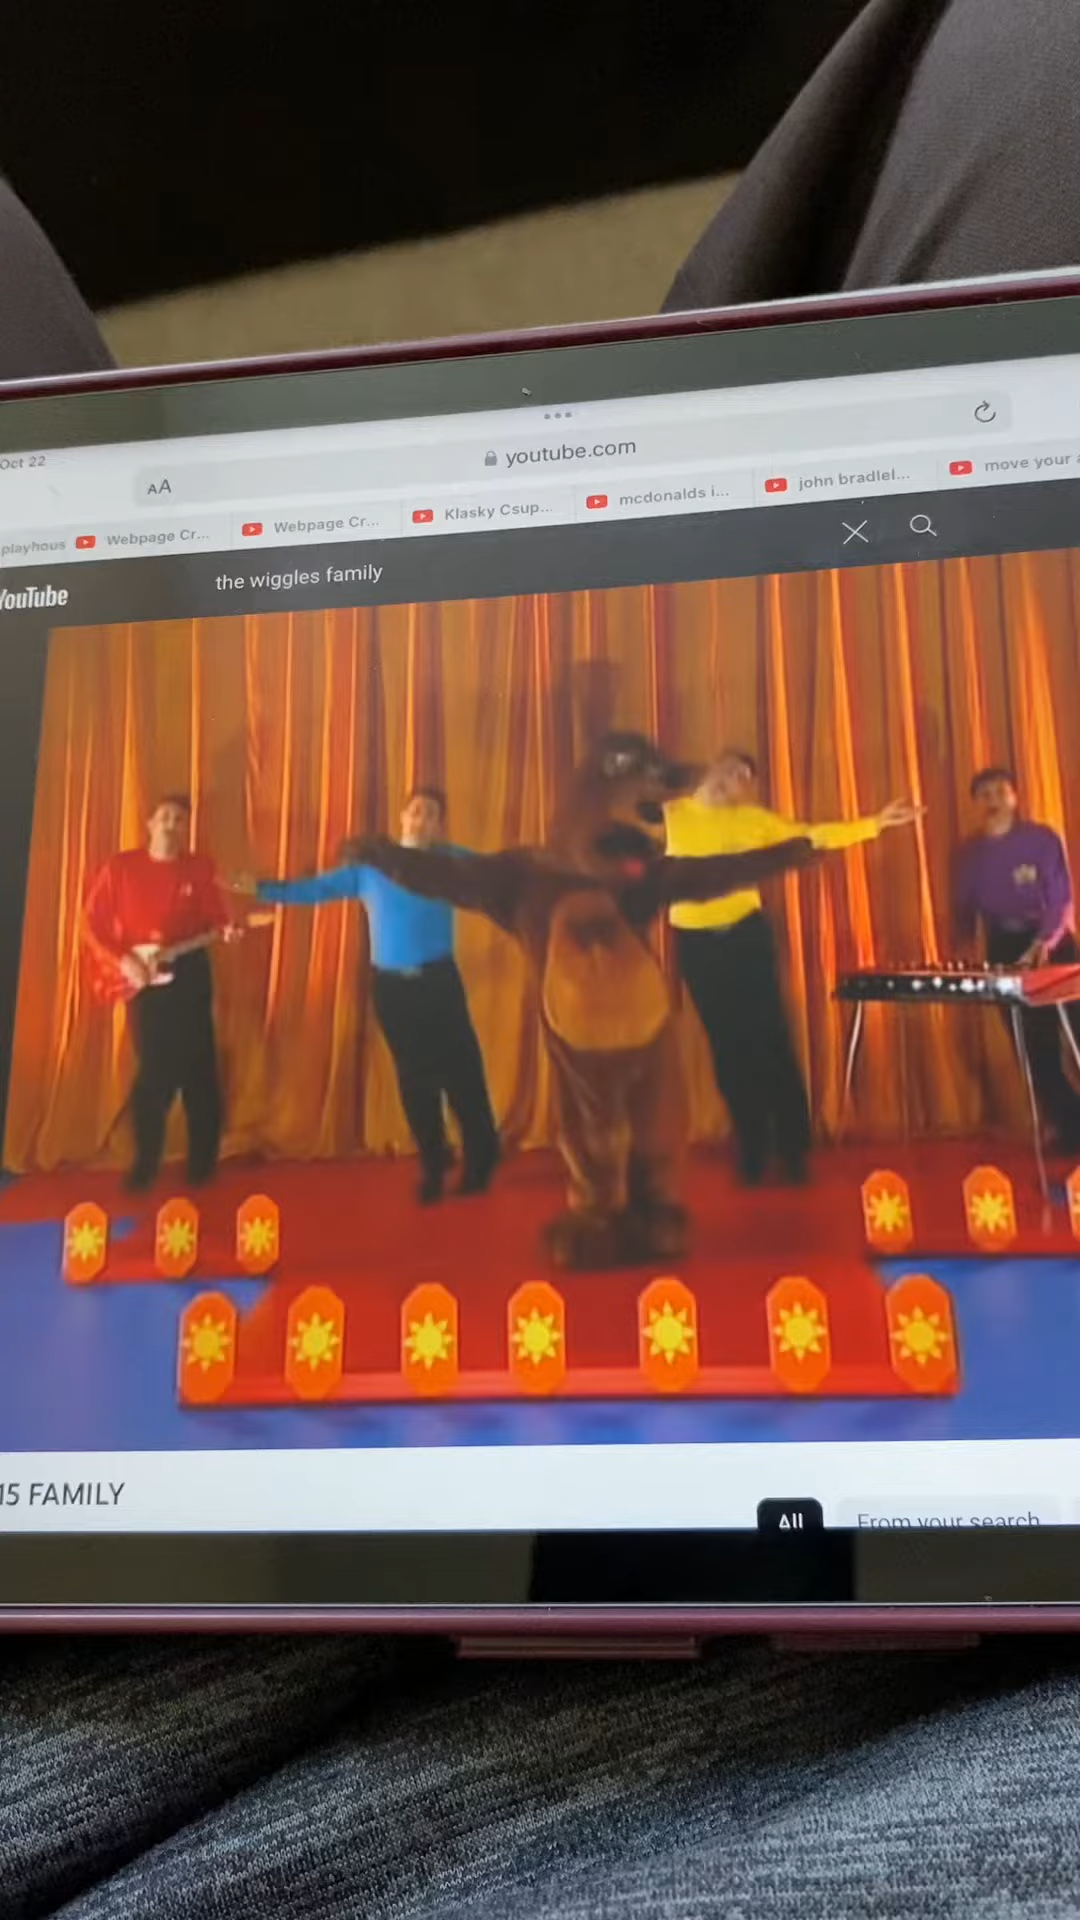 Oct 22
AA
youtube.com
playhous
Webpage Cr...
Webpage Cr...
Klasky Csup...
mcdonalds i...
john bradlel...
move your a
YouTube
the wiggles family
15 FAMILY
All
From your search